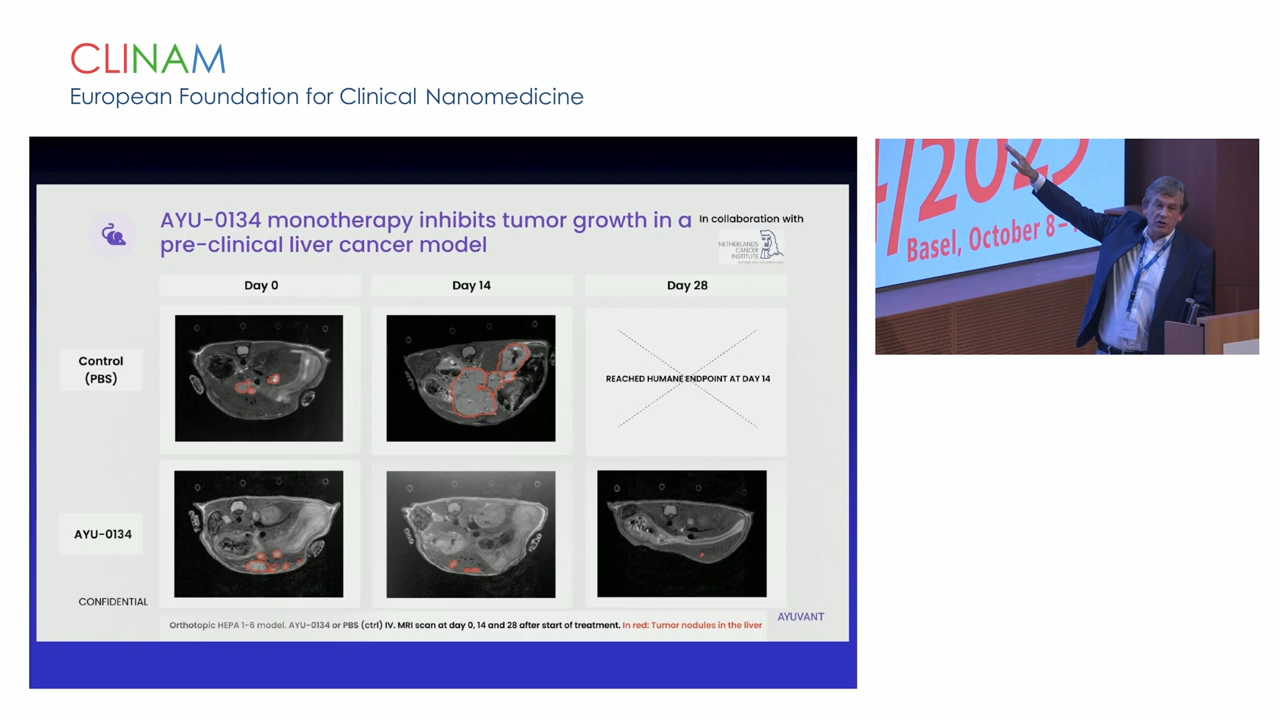 CLINAM
European Foundation for Clinical Nanomedicine
AYU-0134 monotherapy inhibits tumor growth in a
pre-clinical liver cancer model
In collaboration with
NETHERLANDS
CANCER
INSTITUTE
Day 0
Day 14
Day 28
Control
(PBS)
REACHED HUMANE ENDPOINT AT DAY 14
AYU-0134
CONFIDENTIAL
Orthotopic HEPA 1-6 model. AYU-0134 or PBS (ctrl) IV. MRI scan at day 0, 14 and 28 after start of treatment. In red: Tumor nodules in the liver
AYUVANT
/2025
Basel, October 8–